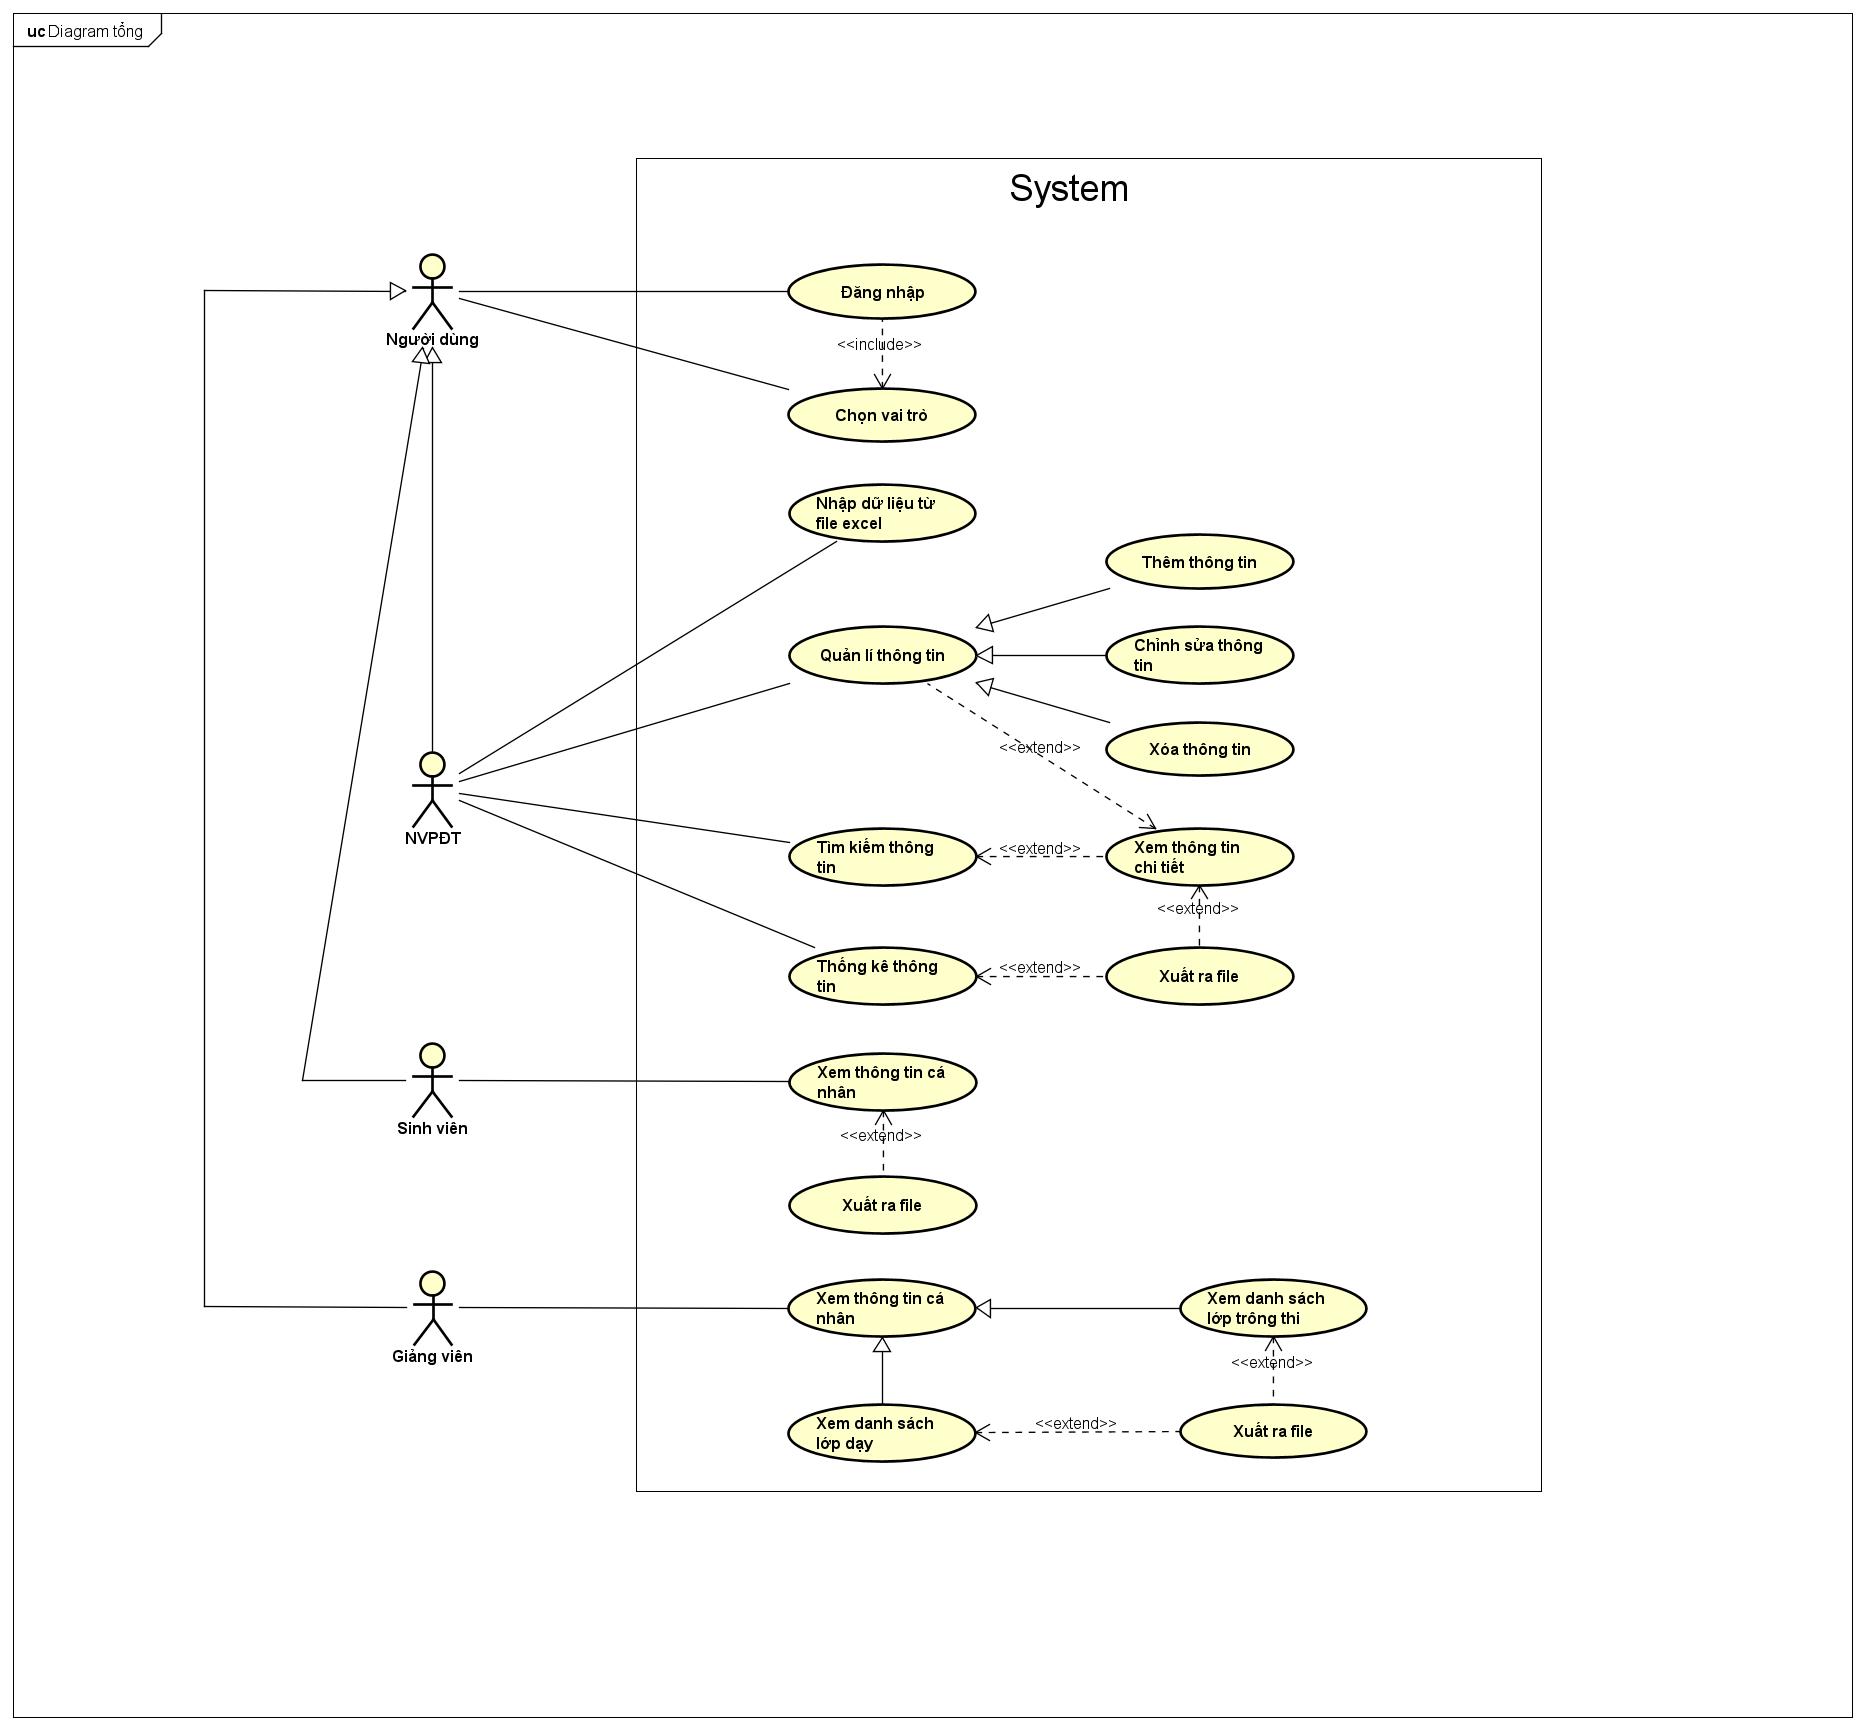 uc Diagram tổng
System
Người dùng
Đăng nhập
<<include>>
Chọn vai trò
Nhập dữ liệu từ
file excel
Thêm thông tin
Quản lí thông tin
Chỉnh sửa thông
tin
Xóa thông tin
<<extend>>
NVPĐT
Tìm kiếm thông
tin
<<extend>>
Xem thông tin
chi tiết
<<extend>>
Thống kê thông
tin
<<extend>>
Xuất ra file
Sinh viên
Xem thông tin cá
nhân
<<extend>>
Xuất ra file
Giảng viên
Xem thông tin cá
nhân
Xem danh sách
lớp trông thi
<<extend>>
Xem danh sách
lớp dạy
<<extend>>
Xuất ra file